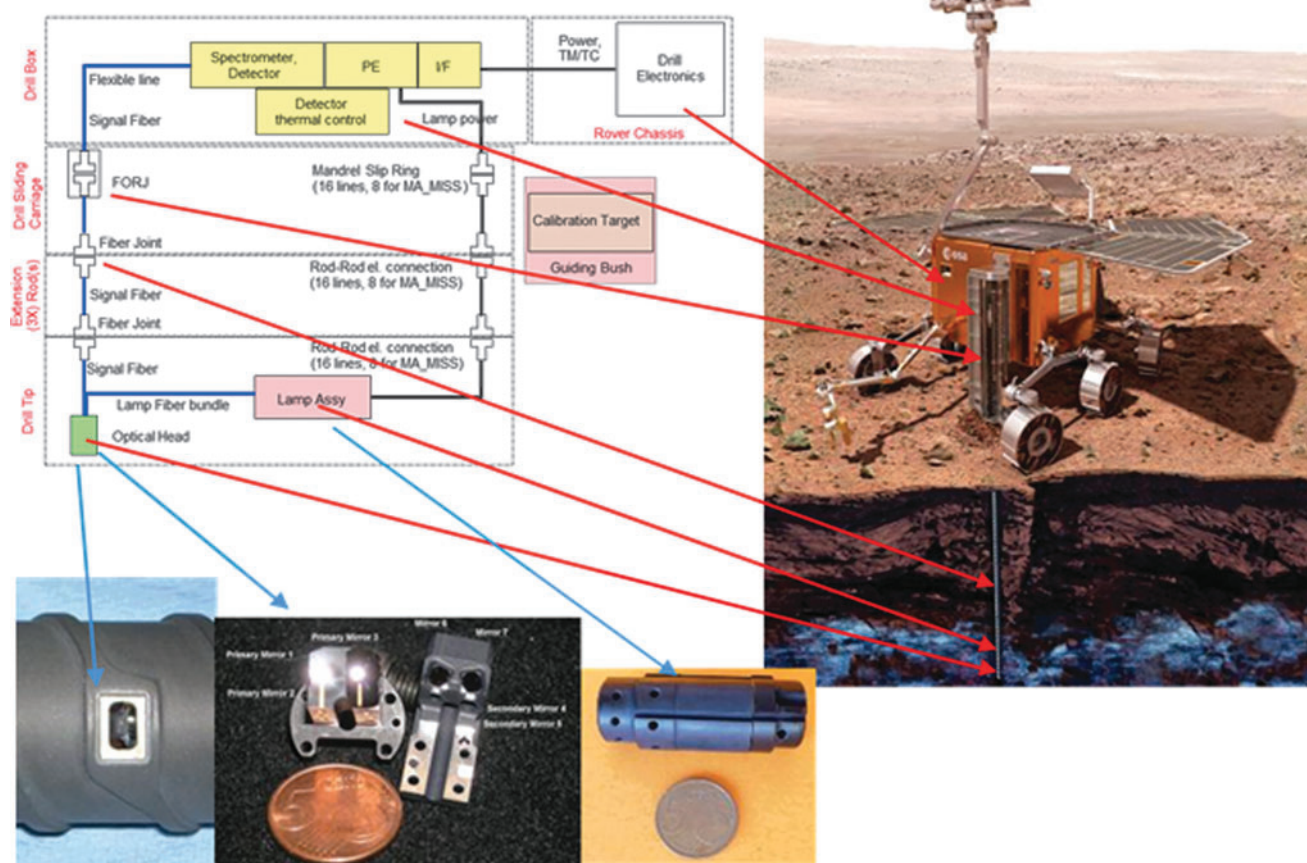 Drill Box
Flexible line
Signal Fiber
Spectrometer,
Detector
PE
I/F
Detector
thermal control
Lamp power
Power,
TM/TC
Drill
Electronics
Rover Chassis
Drill Sliding
Carriage
FORJ
Fiber Joint
Mandrel Slip Ring
(16 lines, 8 for MA_MISS)
Calibration Target
Guiding Bush
Extension
(3X) Rod(s)
Signal Fiber
Fiber Joint
Rod-Rod el. connection
(16 lines, 8 for MA_MISS)
Drill Tip
Signal Fiber
Lamp Fiber bundle
Optical Head
Rod-Rod el. connection
(16 lines, 8 for MA_MISS)
Lamp Assy
esa
Primary Mirror 3
Primary Mirror 1
Primary Mirror 2
Mirror 6
Mirror 7
Secondary Mirror 4
Secondary Mirror 5
5